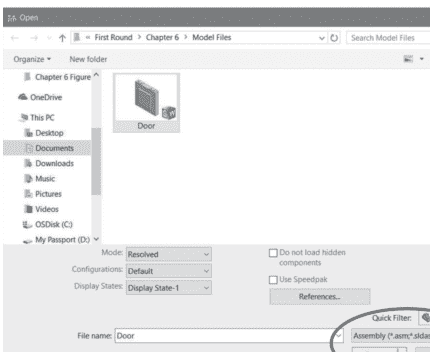 Open
« First Round > Chapter 6 > Model Files
Search Model Files
Organize New folder
Chapter 6 Figure
OneDrive
This PC
Desktop
Documents
Downloads
Music
Pictures
Videos
OSDisk (C:)
My Passport (D:)
Door
Mode: Resolved
Configurations: Default
Display States: Display State-1
Do not load hidden
components
Use Speedpak
References...
Quick Filter:
File name: Door
Assembly (*.asm;*.sldas